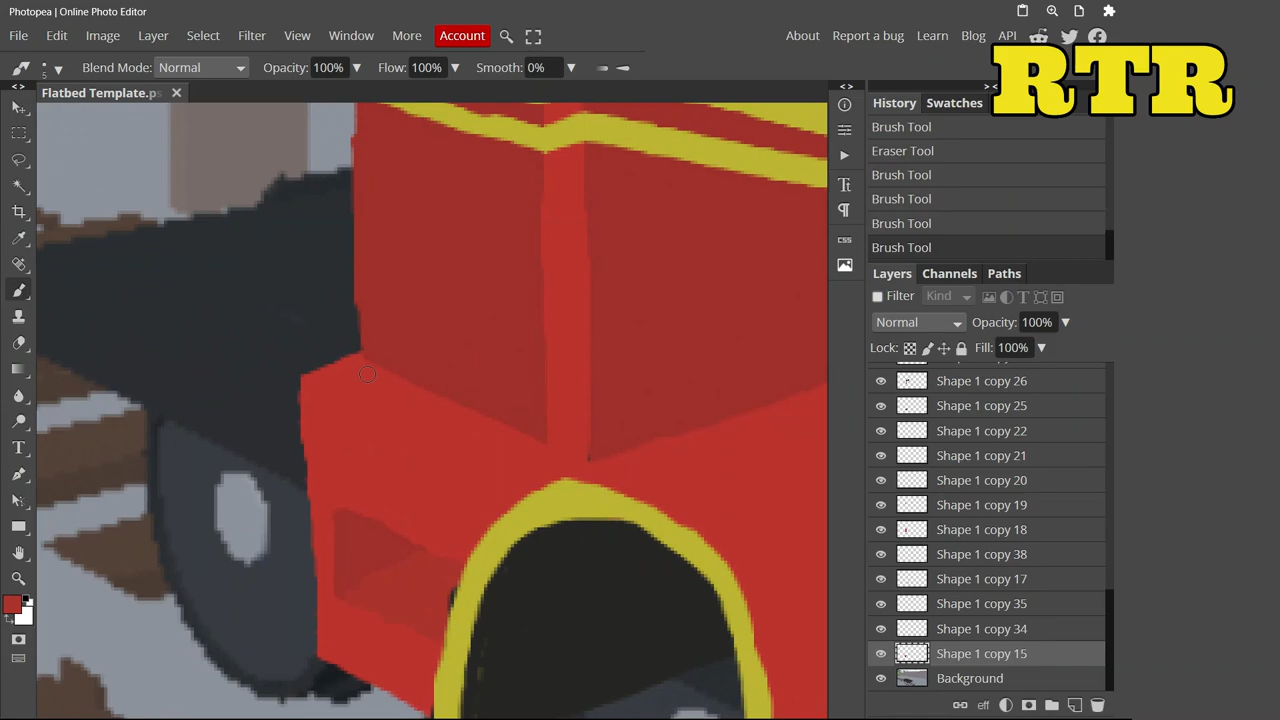 Photopea | Online Photo Editor
File Edit Image Layer Select Filter View Window More Account About Report a bug Learn Blog API
5 Blend Mode: Normal Opacity: 100% Flow: 100% Smooth: 0%
RTR
Flatbed Template.ps
History Swatches
Brush Tool
Eraser Tool
Brush Tool
Brush Tool
Brush Tool
Brush Tool
CSS
Layers Channels Paths
Filter Kind
Normal Opacity: 100%
Lock: Fill: 100%
Shape 1 copy 26
Shape 1 copy 25
Shape 1 copy 22
Shape 1 copy 21
Shape 1 copy 20
Shape 1 copy 19
Shape 1 copy 18
Shape 1 copy 38
Shape 1 copy 17
Shape 1 copy 35
Shape 1 copy 34
Shape 1 copy 15
Background
eff